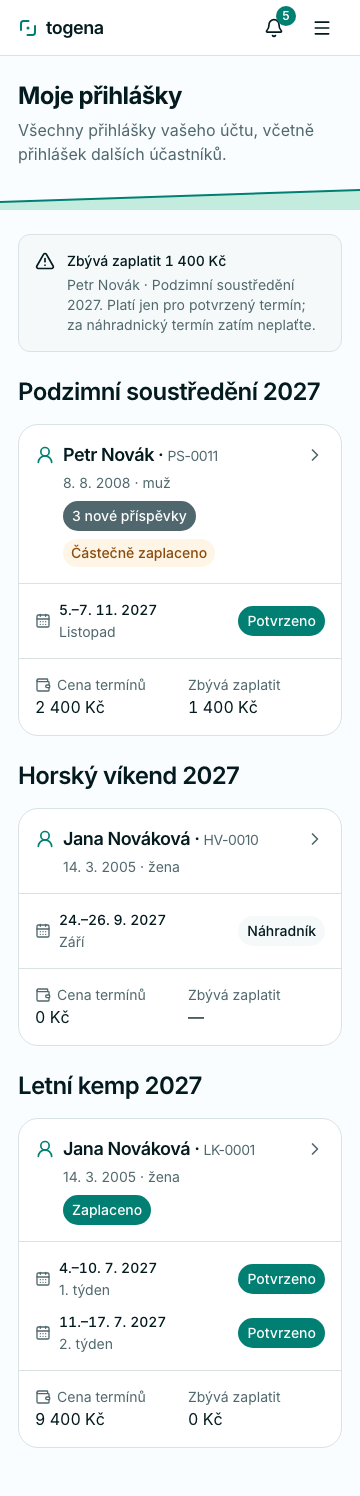 togena
5
Moje přihlášky
Všechny přihlášky vašeho účtu, včetně
přihlášek dalších účastníků.
Zbývá zaplatit 1 400 Kč
Petr Novák · Podzimní soustředění
2027. Platí jen pro potvrzený termín;
za náhradnický termín zatím neplaťte.
Podzimní soustředění 2027
Petr Novák · PS-0011
8. 8. 2008 · muž
3 nové příspěvky
Částečně zaplaceno
5.–7. 11. 2027
Listopad
Potvrzeno
Cena termínů
2 400 Kč
Zbývá zaplatit
1 400 Kč
Horský víkend 2027
Jana Nováková · HV-0010
14. 3. 2005 · žena
24.–26. 9. 2027
Září
Náhradník
Cena termínů
0 Kč
Zbývá zaplatit
—
Letní kemp 2027
Jana Nováková · LK-0001
14. 3. 2005 · žena
Zaplaceno
4.–10. 7. 2027
1. týden
Potvrzeno
11.–17. 7. 2027
2. týden
Potvrzeno
Cena termínů
9 400 Kč
Zbývá zaplatit
0 Kč